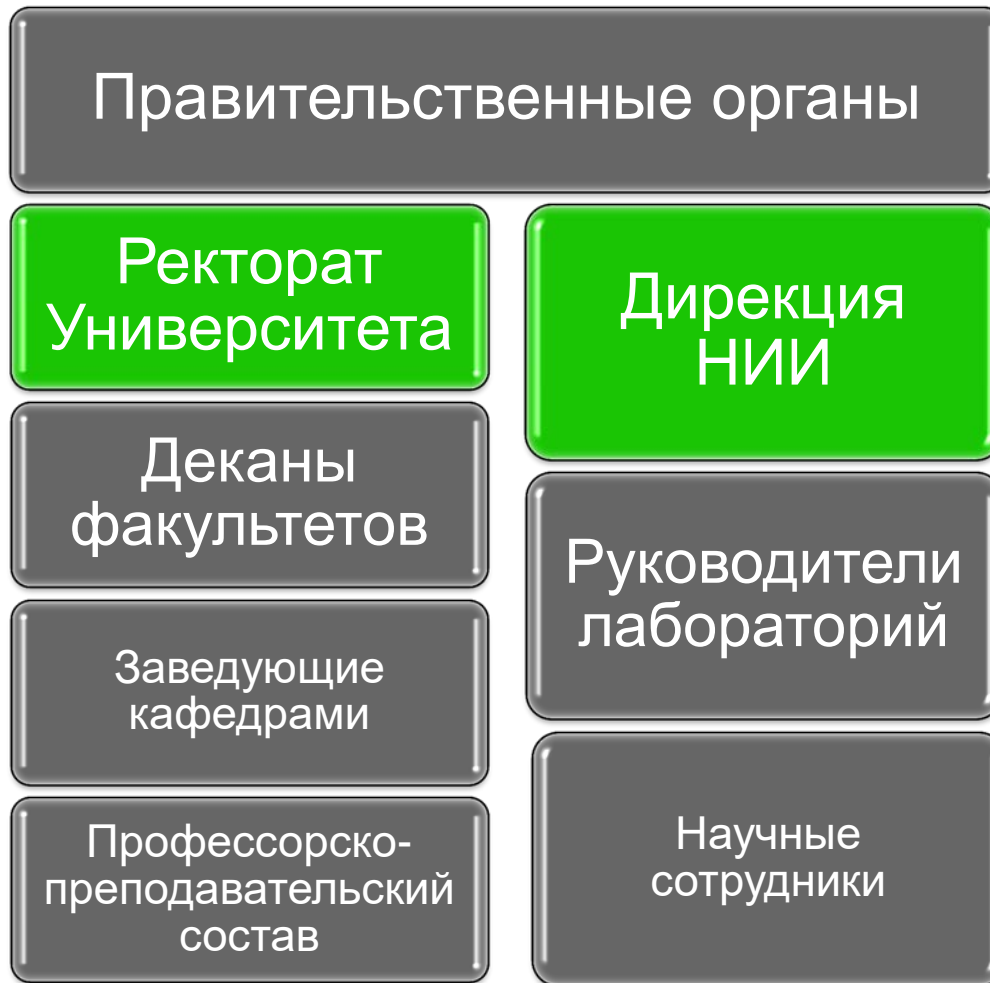 Правительственные органы
Ректорат
Университета
Деканы
факультетов
Заведующие
кафедрами
Профессорско-
преподавательский
состав
Дирекция
НИИ
Руководители
лабораторий
Научные
сотрудники